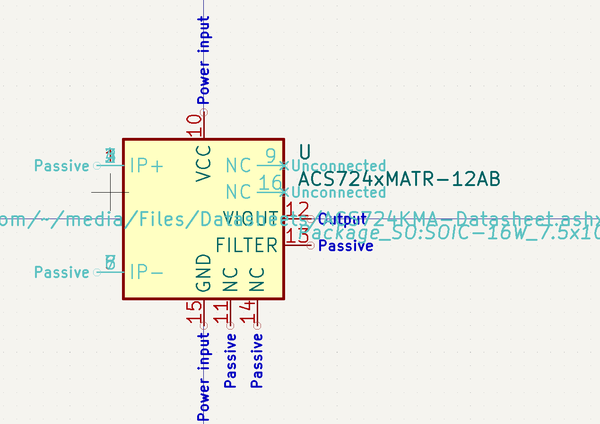 Power input
10
VCC
U
ACS724xMATR-12AB
Passive
IP+
NC
9
Unconnected
NC
16
Unconnected
12
VIOUT
Output
om/~/media/Files/Datasheets/ACS724KMA-Datasheet.ashx
Package_SO:SOIC-16W_7.5x10
13
FILTER
Passive
Passive
IP-
GND
NC
NC
15
11
14
Power input
Passive
Passive